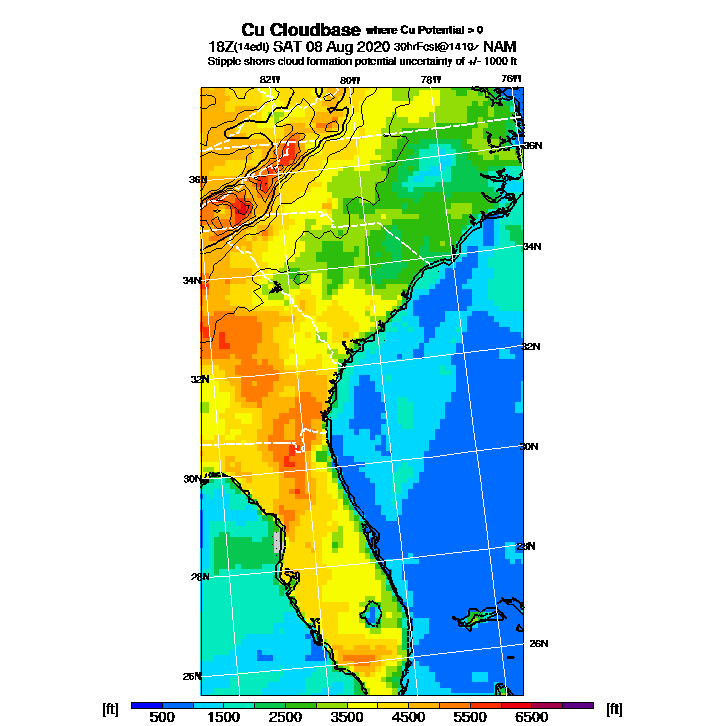 Cu Cloudbase where Cu Potential > 0
18Z(14edt) SAT 08 Aug 2020 NAM
Stipple shows cloud formation potential uncertainty of +/- 1000 ft
82W 80W 78W 76W
36N
36N
34N
34N
32N
32N
30N
30N
28N
28N
26N
26N
[ft] 500 1500 2500 3500 4500 5500 6500 [ft]